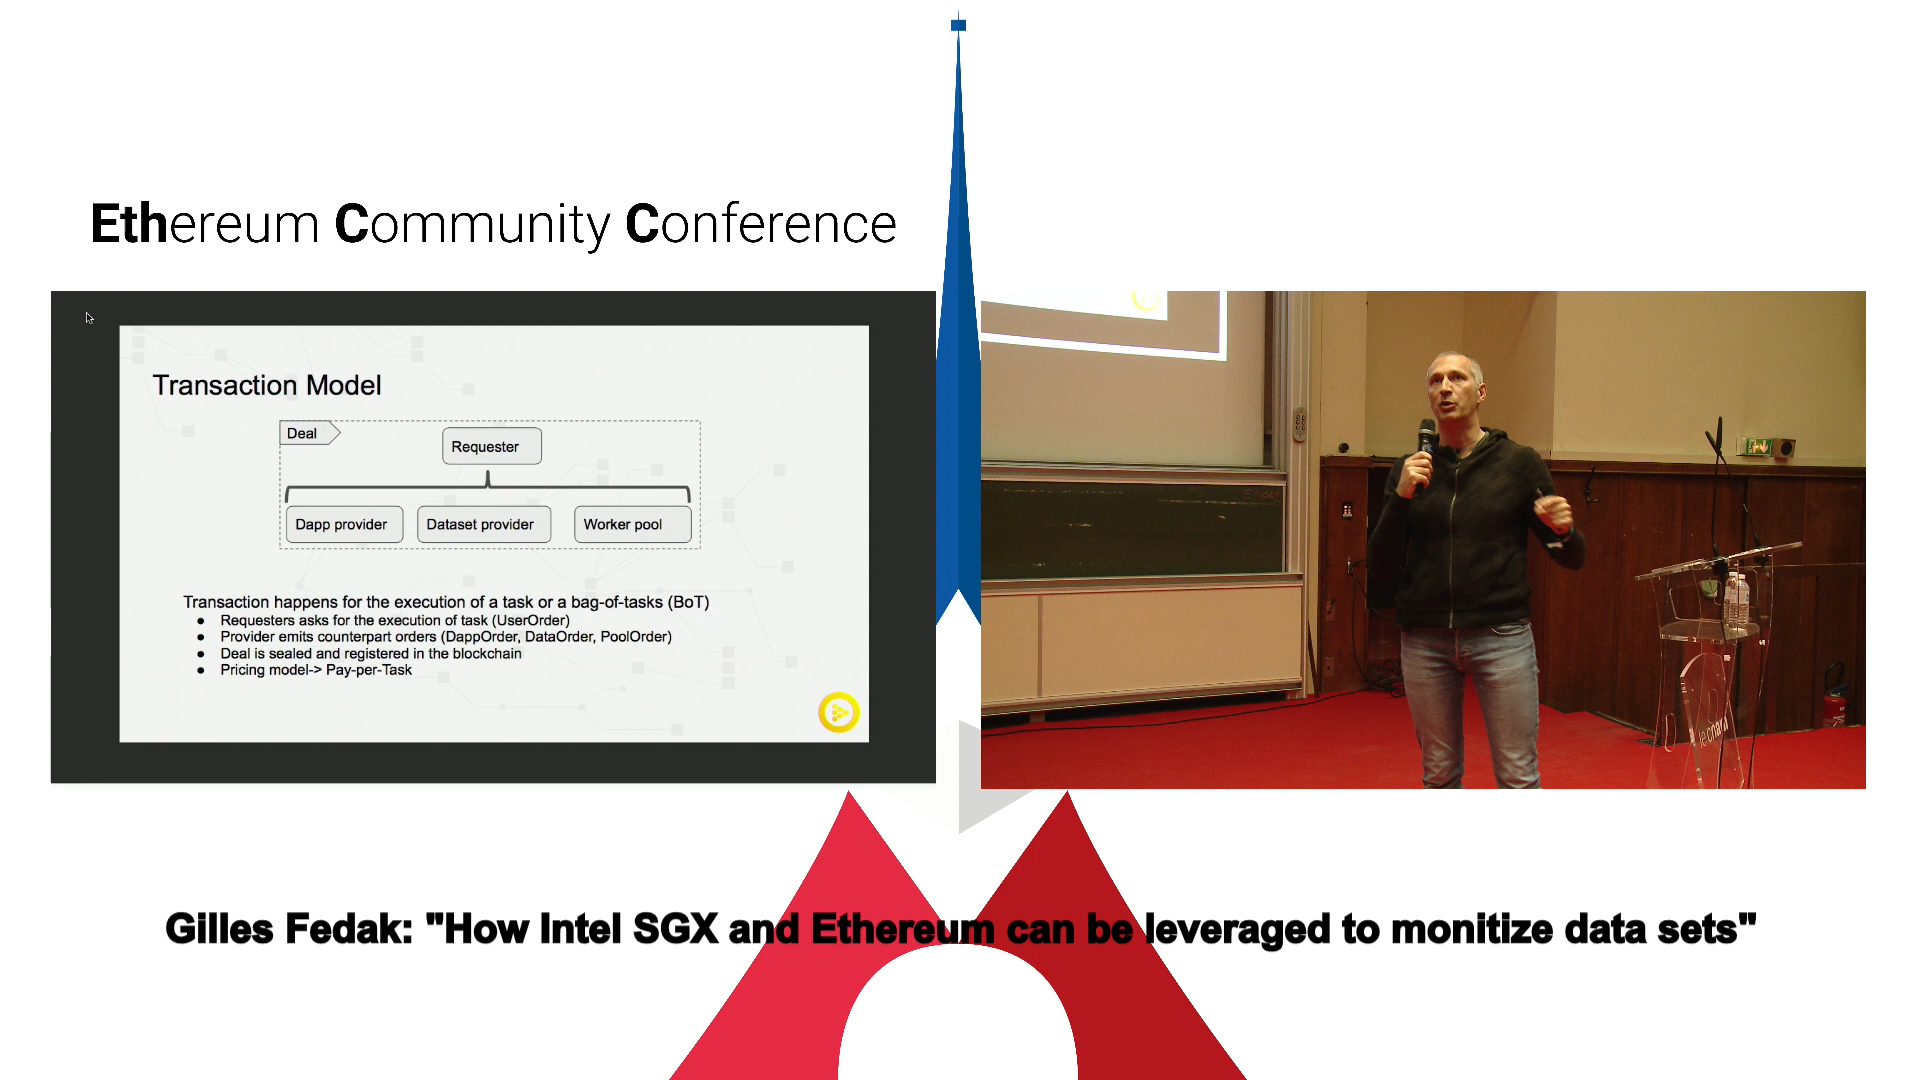 Ethereum Community Conference
Transaction Model
Deal
Requester
Dapp provider
Dataset provider
Worker pool
Transaction happens for the execution of a task or a bag-of-tasks (BoT)
● Requesters asks for the execution of task (UserOrder)
● Provider emits counterpart orders (DappOrder, DataOrder, PoolOrder)
● Deal is sealed and registered in the blockchain
● Pricing model-> Pay-per-Task
le cnam
Gilles Fedak: "How Intel SGX and Ethereum can be leveraged to monitize data sets"